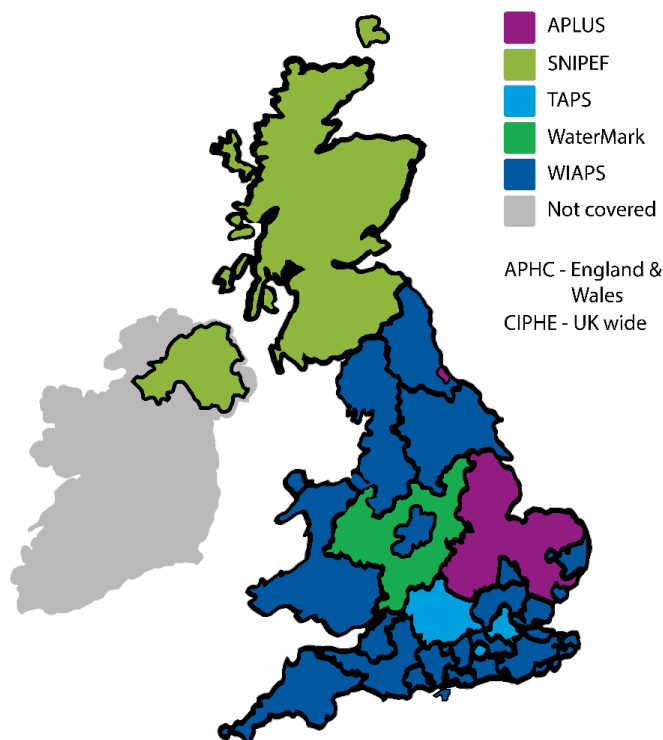 APLUS
SNIPEF
TAPS
WaterMark
WIAPS
Not covered
APHC - England &
Wales
CIPHE - UK wide